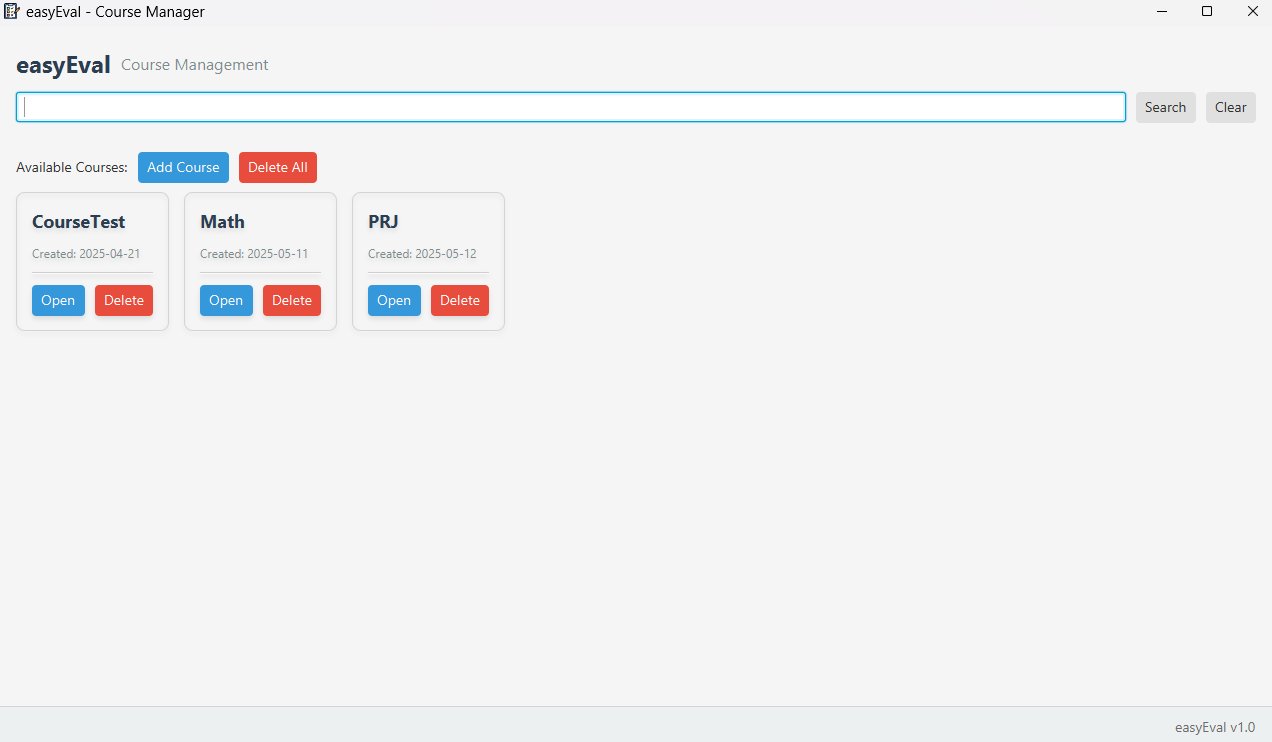 easyEval - Course Manager
easyEval Course Management
Search Clear
Available Courses: Add Course Delete All
CourseTest Math PRJ
Created: 2025-04-21 Created: 2025-05-11 Created: 2025-05-12
Open Delete Open Delete Open Delete
easyEval v1.0